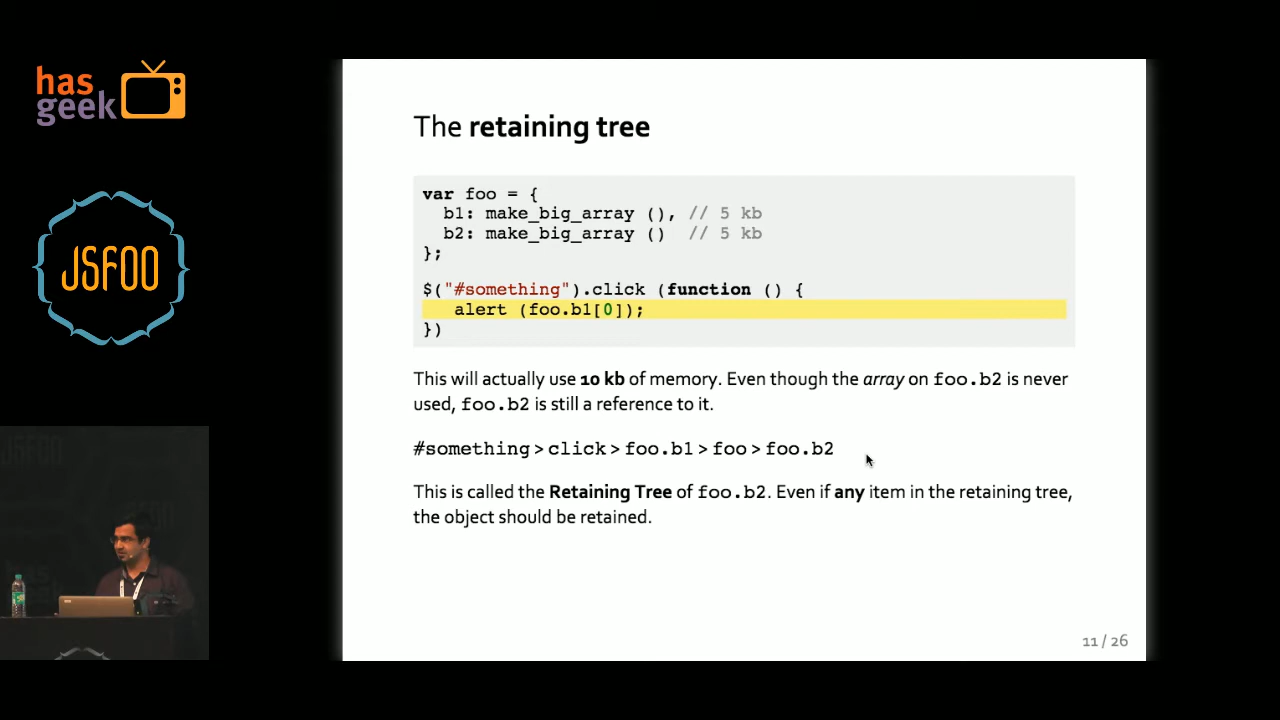 has
geek
JSFOO
The retaining tree
var foo = {
b1: make_big_array (), // 5 kb
b2: make_big_array () // 5 kb
};
$("#something").click (function () {
alert (foo.b1[0]);
})
This will actually use 10 kb of memory. Even though the array on foo.b2 is never
used, foo.b2 is still a reference to it.
#something > click > foo.b1 > foo > foo.b2
This is called the Retaining Tree of foo.b2. Even if any item in the retaining tree,
the object should be retained.
11 / 26